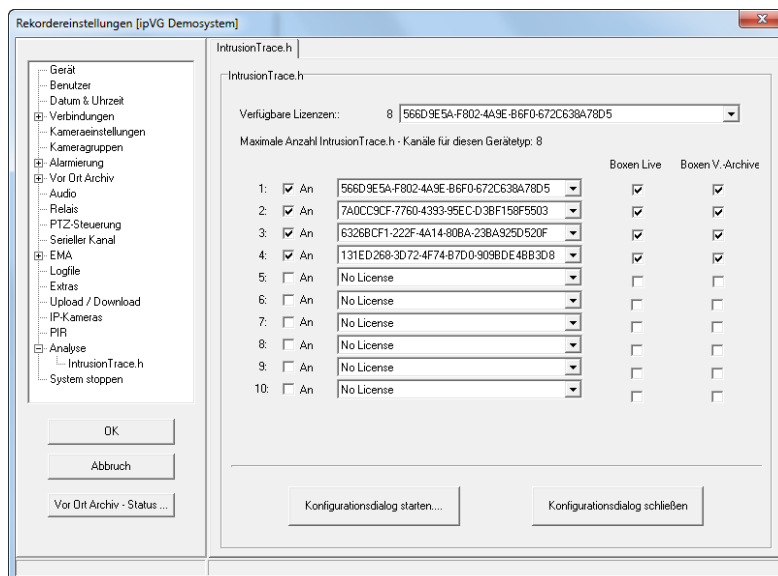 Rekordereinstellungen [ipVG Demosystem]
Gerät
Benutzer
Datum & Uhrzeit
Verbindungen
Kameraeinstellungen
Kameragruppen
Alarmierung
Vor Ort Archiv
Audio
Relais
PTZ-Steuerung
Serieller Kanal
EMA
Logfile
Extras
Upload / Download
IP-Kameras
PIR
Analyse
IntrusionTrace.h
System stoppen
OK
Abbruch
Vor Ort Archiv - Status ...
IntrusionTrace.h
IntrusionTrace.h
Verfügbare Lizenzen:: 8 566D9E5A-F802-4A9E-B6F0-672C638A78D5
Maximale Anzahl IntrusionTrace.h - Kanäle für diesen Gerätetyp: 8
Boxen Live Boxen V.-Archive
1: An 566D9E5A-F802-4A9E-B6F0-672C638A78D5
2: An 7A0CC9CF-7760-4393-95EC-D3BF158F5503
3: An 6326BCF1-222F-4A14-80BA-23BA925D520F
4: An 131ED268-3D72-4F74-B7D0-909BDE4BB3D8
5: An No License
6: An No License
7: An No License
8: An No License
9: An No License
10: An No License
Konfigurationsdialog starten.... Konfigurationsdialog schließen